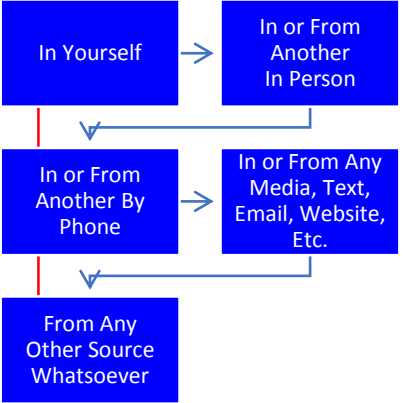 In Yourself
In or From
Another
In Person
In or From
Another By
Phone
In or From Any
Media, Text,
Email, Website,
Etc.
From Any
Other Source
Whatsoever